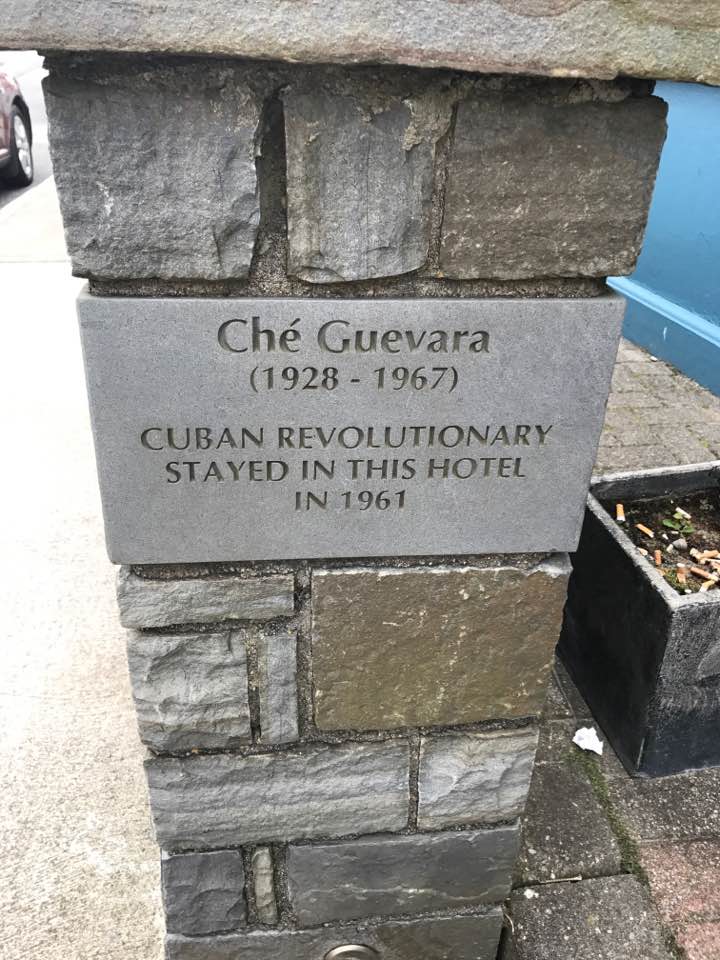 Ché Guevara
(1928 - 1967)
CUBAN REVOLUTIONARY
STAYED IN THIS HOTEL
IN 1961